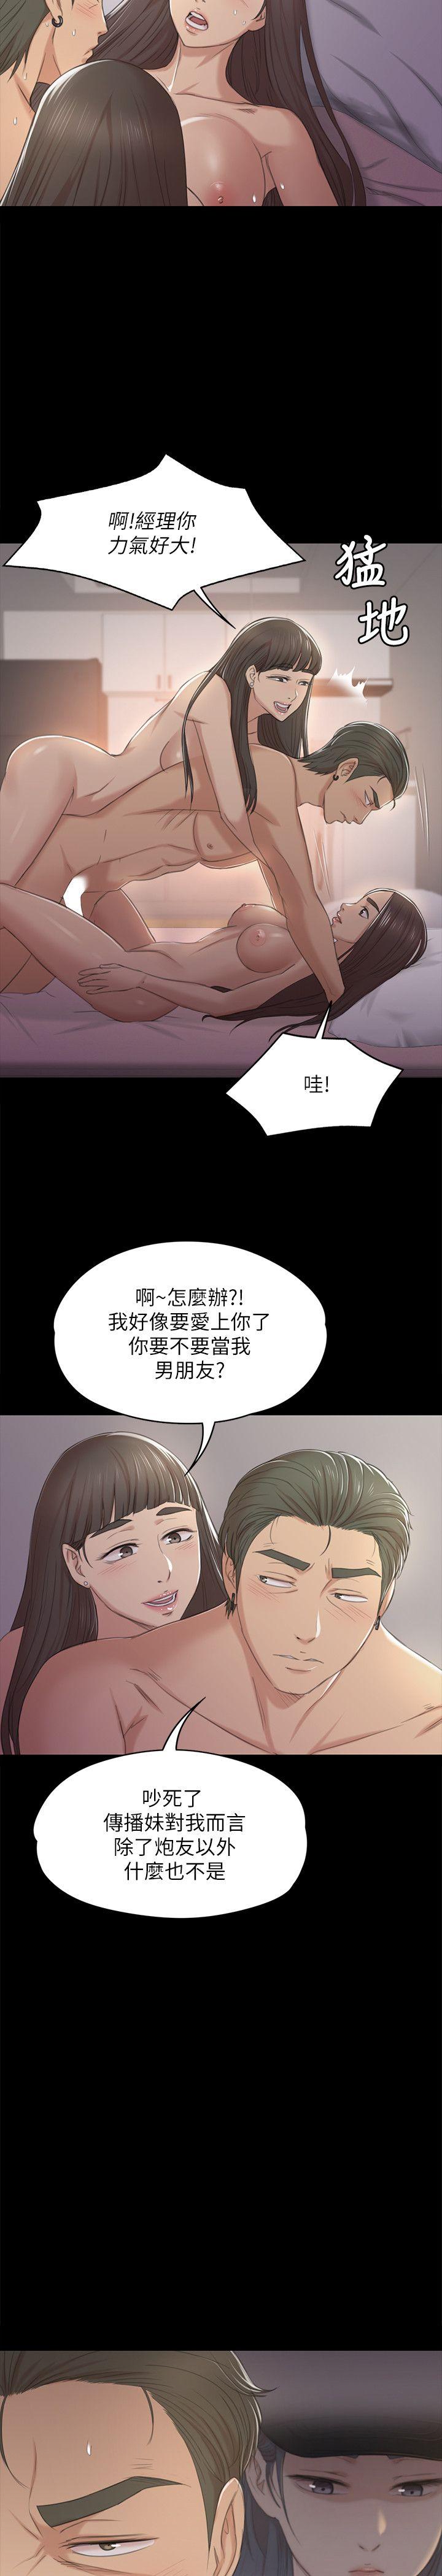 啊!經理你
力氣好大!
猛
地
哇!
啊~怎麼辦?!
我好像要愛上你了
你要不要當我
男朋友?
吵死了
傳播妹對我而言
除了炮友以外
什麼也不是